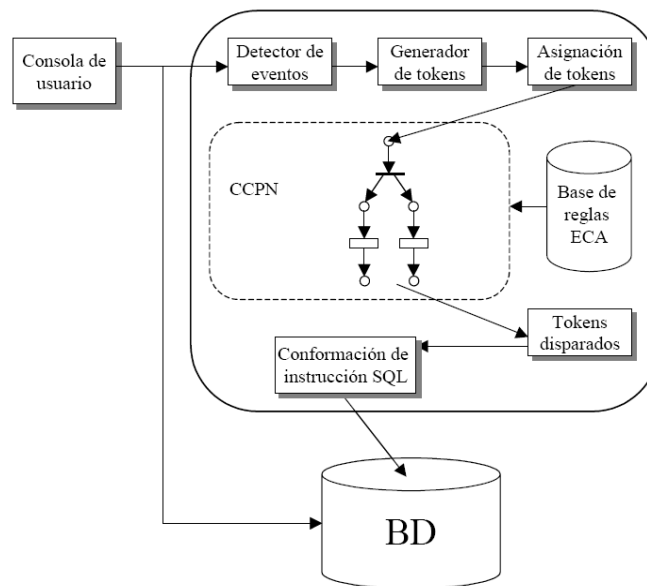 Consola de
usuario
Detector de
eventos
Generador
de tokens
Asignación
de tokens
CCPN
Base de
reglas
ECA
Tokens
disparados
Conformación de
instrucción SQL
BD